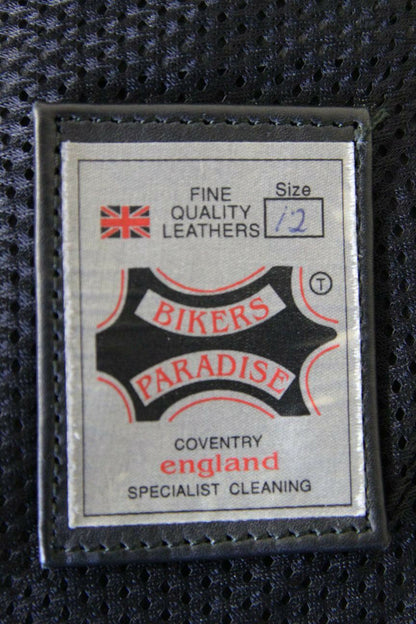 FINE
QUALITY
LEATHERS
Size
12
T
BIKERS
PARADISE
COVENTRY
england
SPECIALIST CLEANING